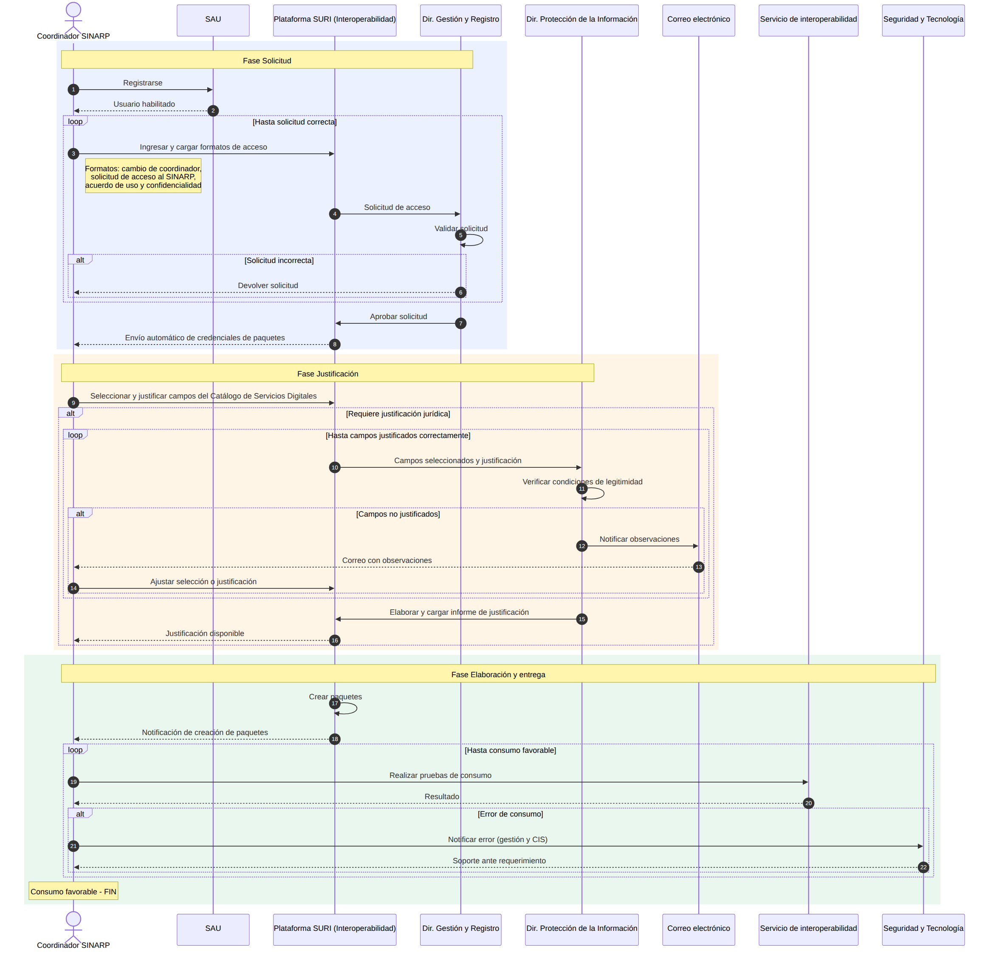 SAU
Plataforma SURI (Interoperabilidad)
Dir. Gestión y Registro
Dir. Protección de la Información
Correo electrónico
Servicio de interoperabilidad
Seguridad y Tecnología
Coordinador SINARP
Fase Solicitud
Registrarse
1
Usuario habilitado
2
loop
[Hasta solicitud correcta]
Ingresar y cargar formatos de acceso
3
Formatos: cambio de coordinador,
solicitud de acceso al SINARP,
acuerdo de uso y confidencialidad
Solicitud de acceso
4
Validar solicitud
5
alt
[Solicitud incorrecta]
Devolver solicitud
6
Aprobar solicitud
7
Envío automático de credenciales de paquetes
8
Fase Justificación
Seleccionar y justificar campos del Catálogo de Servicios Digitales
9
alt
[Requiere justificación jurídica]
loop
[Hasta campos justificados correctamente]
Campos seleccionados y justificación
10
Verificar condiciones de legitimidad
11
alt
[Campos no justificados]
Notificar observaciones
12
Correo con observaciones
13
Ajustar selección o justificación
14
Elaborar y cargar informe de justificación
15
Justificación disponible
16
Fase Elaboración y entrega
Crear paquetes
17
Notificación de creación de paquetes
18
loop
[Hasta consumo favorable]
Realizar pruebas de consumo
19
Resultado
20
alt
[Error de consumo]
Notificar error (gestión y CIS)
21
Soporte ante requerimiento
22
Consumo favorable - FIN
SAU
Plataforma SURI (Interoperabilidad)
Dir. Gestión y Registro
Dir. Protección de la Información
Correo electrónico
Servicio de interoperabilidad
Seguridad y Tecnología
Coordinador SINARP